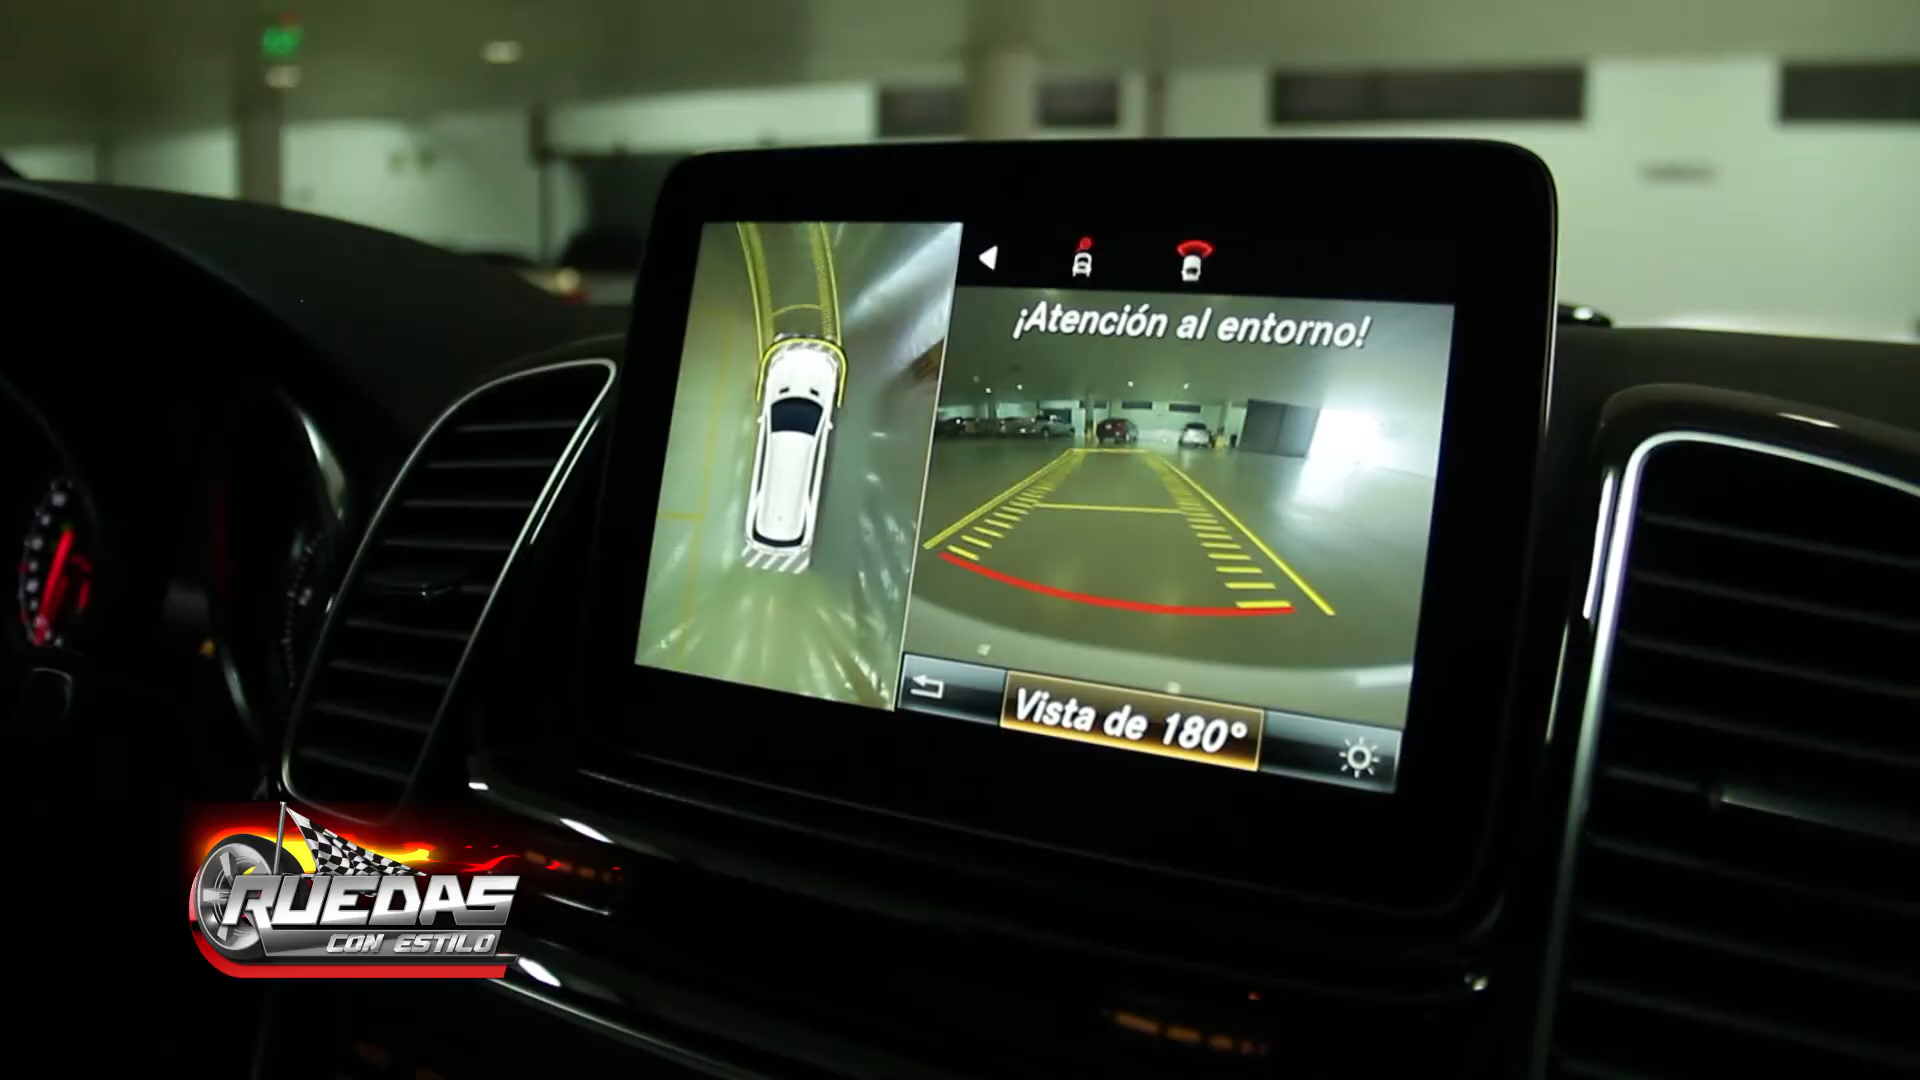 ¡Atención al entorno!
Vista de 180°
RUEDAS
CON ESTILO